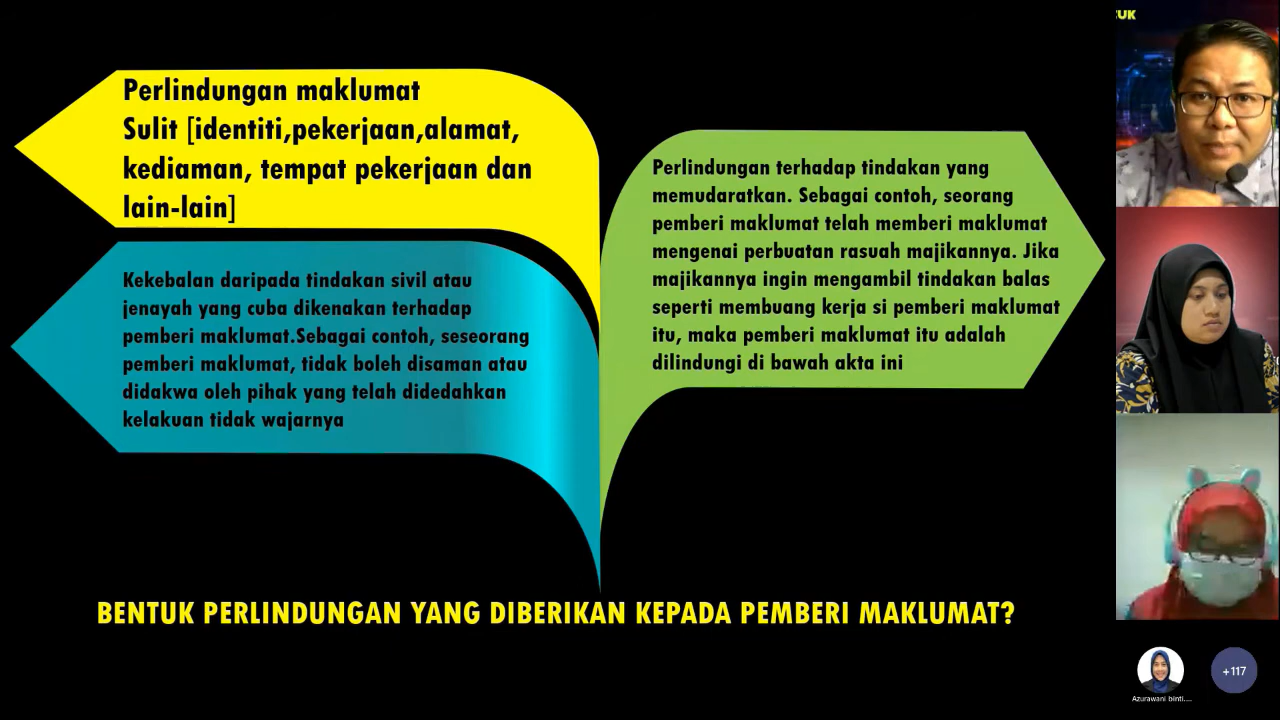 Perlindungan maklumat
Sulit [identiti,pekerjaan,alamat,
kediaman, tempat pekerjaan dan
lain-lain]
Kekebalan daripada tindakan sivil atau
jenayah yang cuba dikenakan terhadap
pemberi maklumat.Sebagai contoh, seseorang
pemberi maklumat, tidak boleh disaman atau
didakwa oleh pihak yang telah didedahkan
kelakuan tidak wajarnya
Perlindungan terhadap tindakan yang
memudaratkan. Sebagai contoh, seorang
pemberi maklumat telah memberi maklumat
mengenai perbuatan rasuah majikannya. Jika
majikannya ingin mengambil tindakan balas
seperti membuang kerja si pemberi maklumat
itu, maka pemberi maklumat itu adalah
dilindungi di bawah akta ini
BENTUK PERLINDUNGAN YANG DIBERIKAN KEPADA PEMBERI MAKLUMAT?
Azurawani binti....
+117